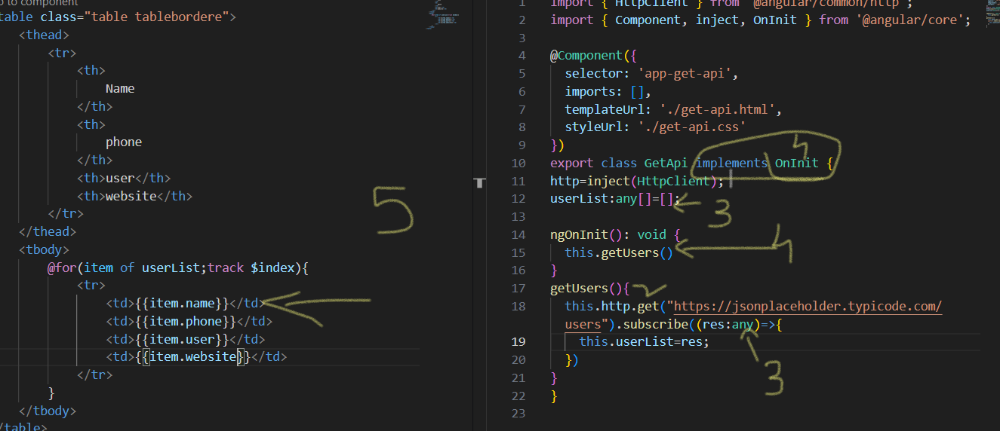 to component
table class="table tablebordere">
<thead>
<tr>
<th>
Name
</th>
<th>
phone
</th>
<th>user</th>
<th>website</th>
</tr>
</thead>
<tbody>
@for(item of userList;track $index){
<tr>
<td>{{item.name}}</td>
<td>{{item.phone}}</td>
<td>{{item.user}}</td>
<td>{{item.website}}</td>
</tr>
}
</tbody>
/table>
5
T
1 import { HttpClient } from '@angular/common/http';
2 import { Component, inject, OnInit } from '@angular/core';
3
4 @Component({
5 selector: 'app-get-api',
6 imports: [],
7 templateUrl: './get-api.html',
8 styleUrl: './get-api.css'
9 })
10 export class GetApi implements OnInit {
11 http=inject(HttpClient);
12 userList:any[]=[];
3
13
14 ngOnInit(): void {
15 this.getUsers()
4
16 }
17 getUsers(){
18 this.http.get("https://jsonplaceholder.typicode.com/
users").subscribe((res:any)=>{
19 this.userList=res;
20 })
3
21 }
22 }
23